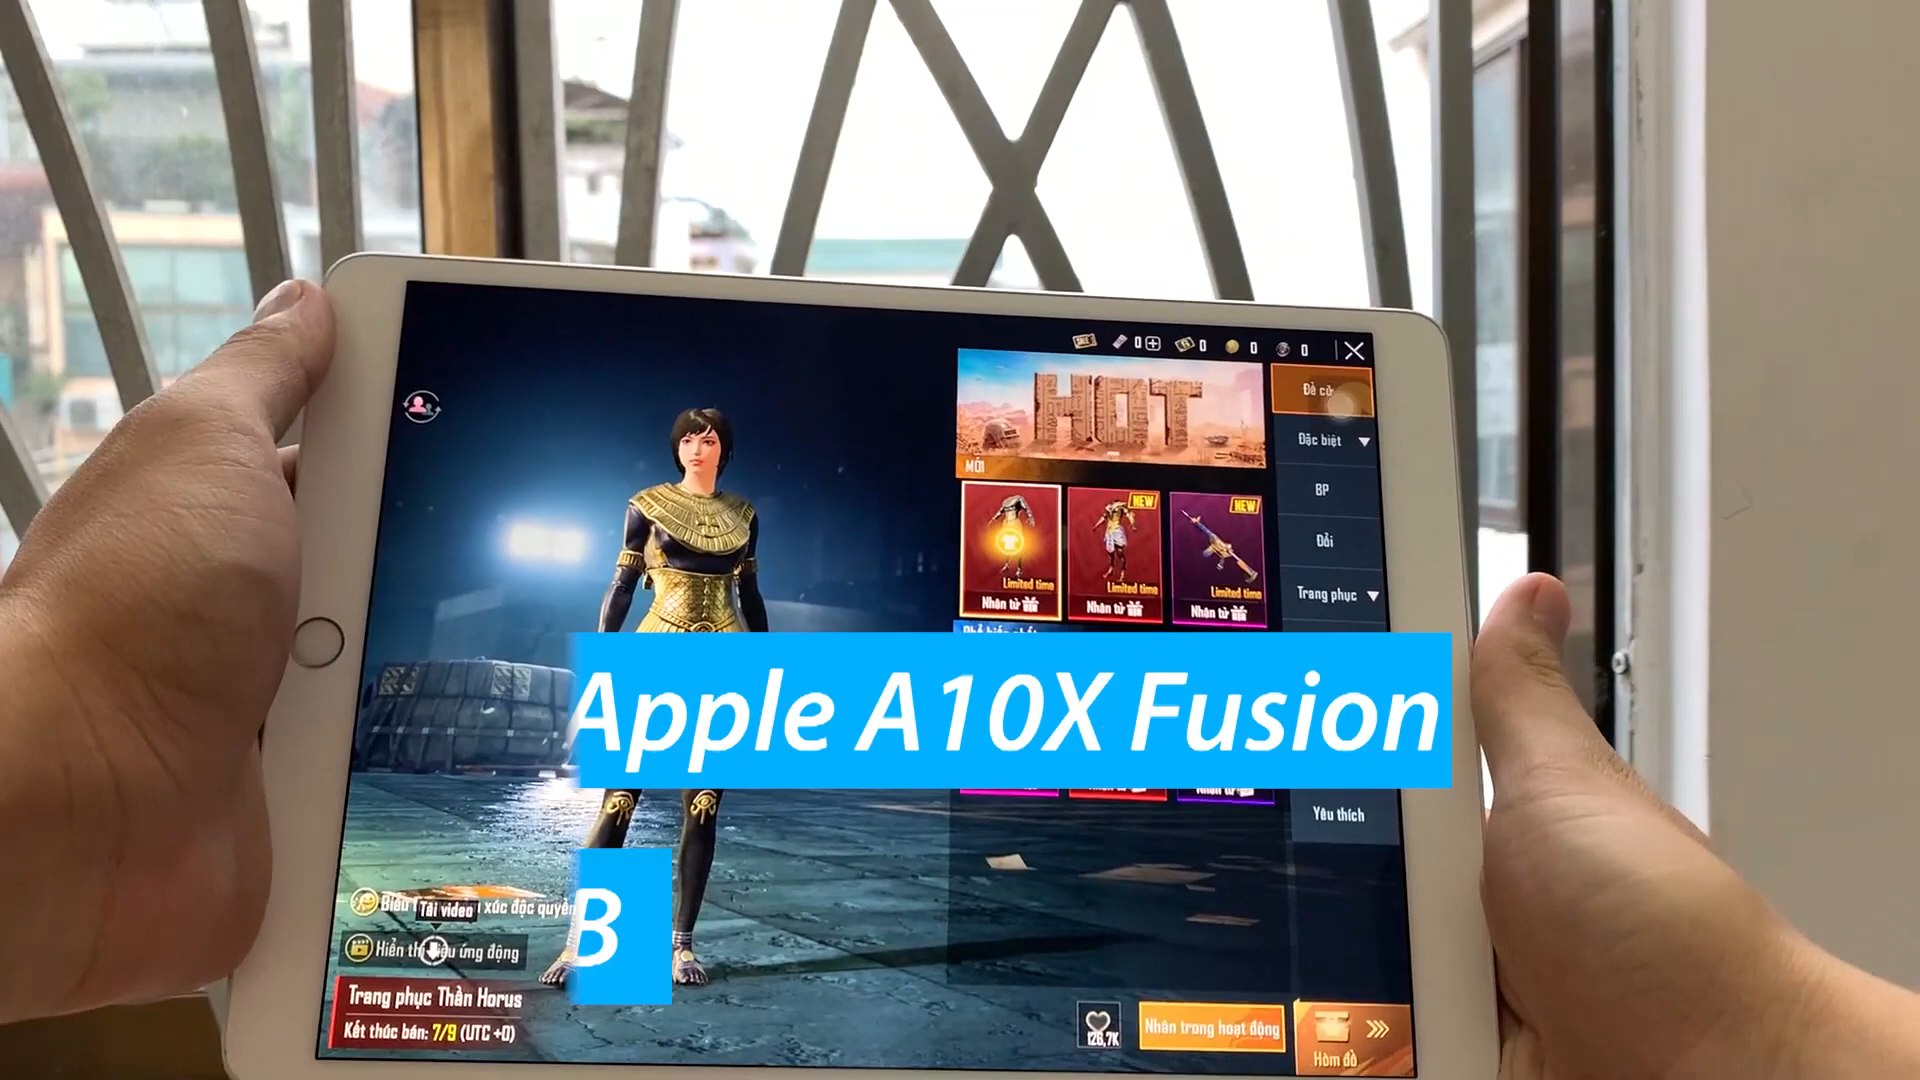 SALE
0
0
0
0
HOT
MỚI
Đề cử
Đặc biệt
BP
Đổi
Trang phục
Yêu thích
NEW
NEW
Limited time
Limited time
Limited time
Nhận từ
Nhận từ
Nhận từ
Apple A10X Fusion
B
Tải video
xúc độc quyền
Hiển thị
ứng động
Trang phục Thần Horus
Kết thúc bán: 7/9 (UTC +0)
126,7K
Nhận trong hoạt động
Hòm đồ